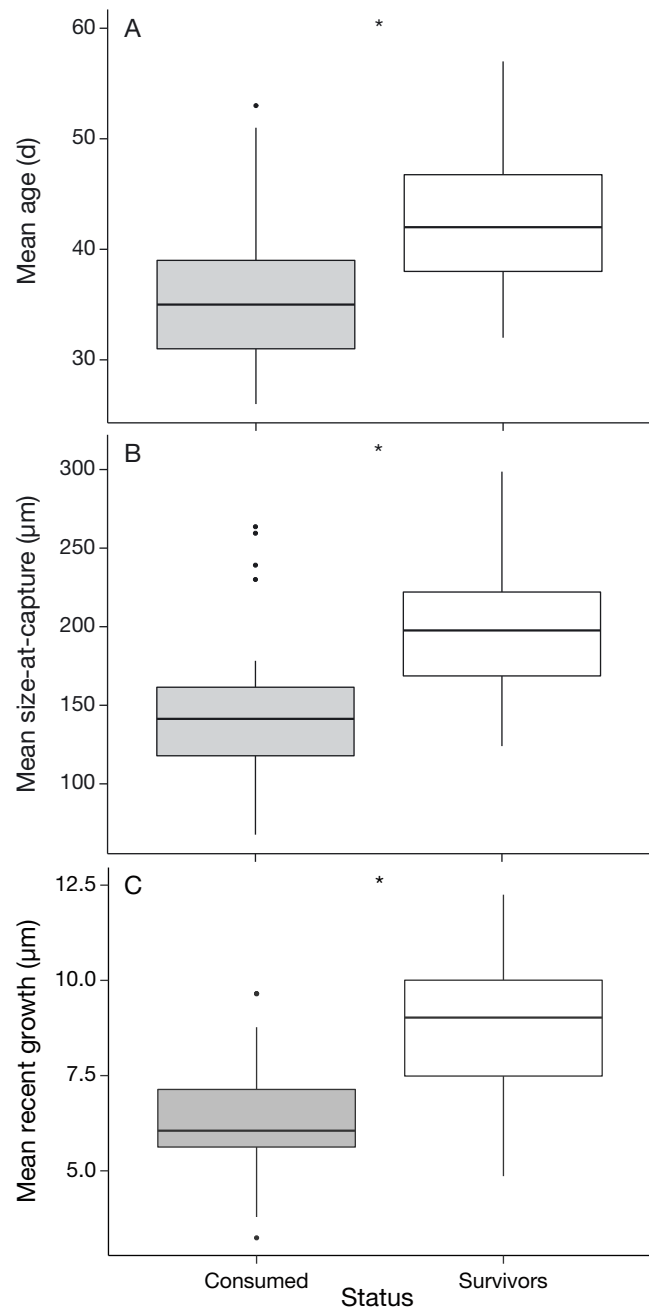 A
*
60
50
40
30
Mean age (d)
B
*
300
250
200
150
100
Mean size-at-capture (µm)
C
*
12.5
10.0
7.5
5.0
Mean recent growth (µm)
Consumed
Survivors
Status